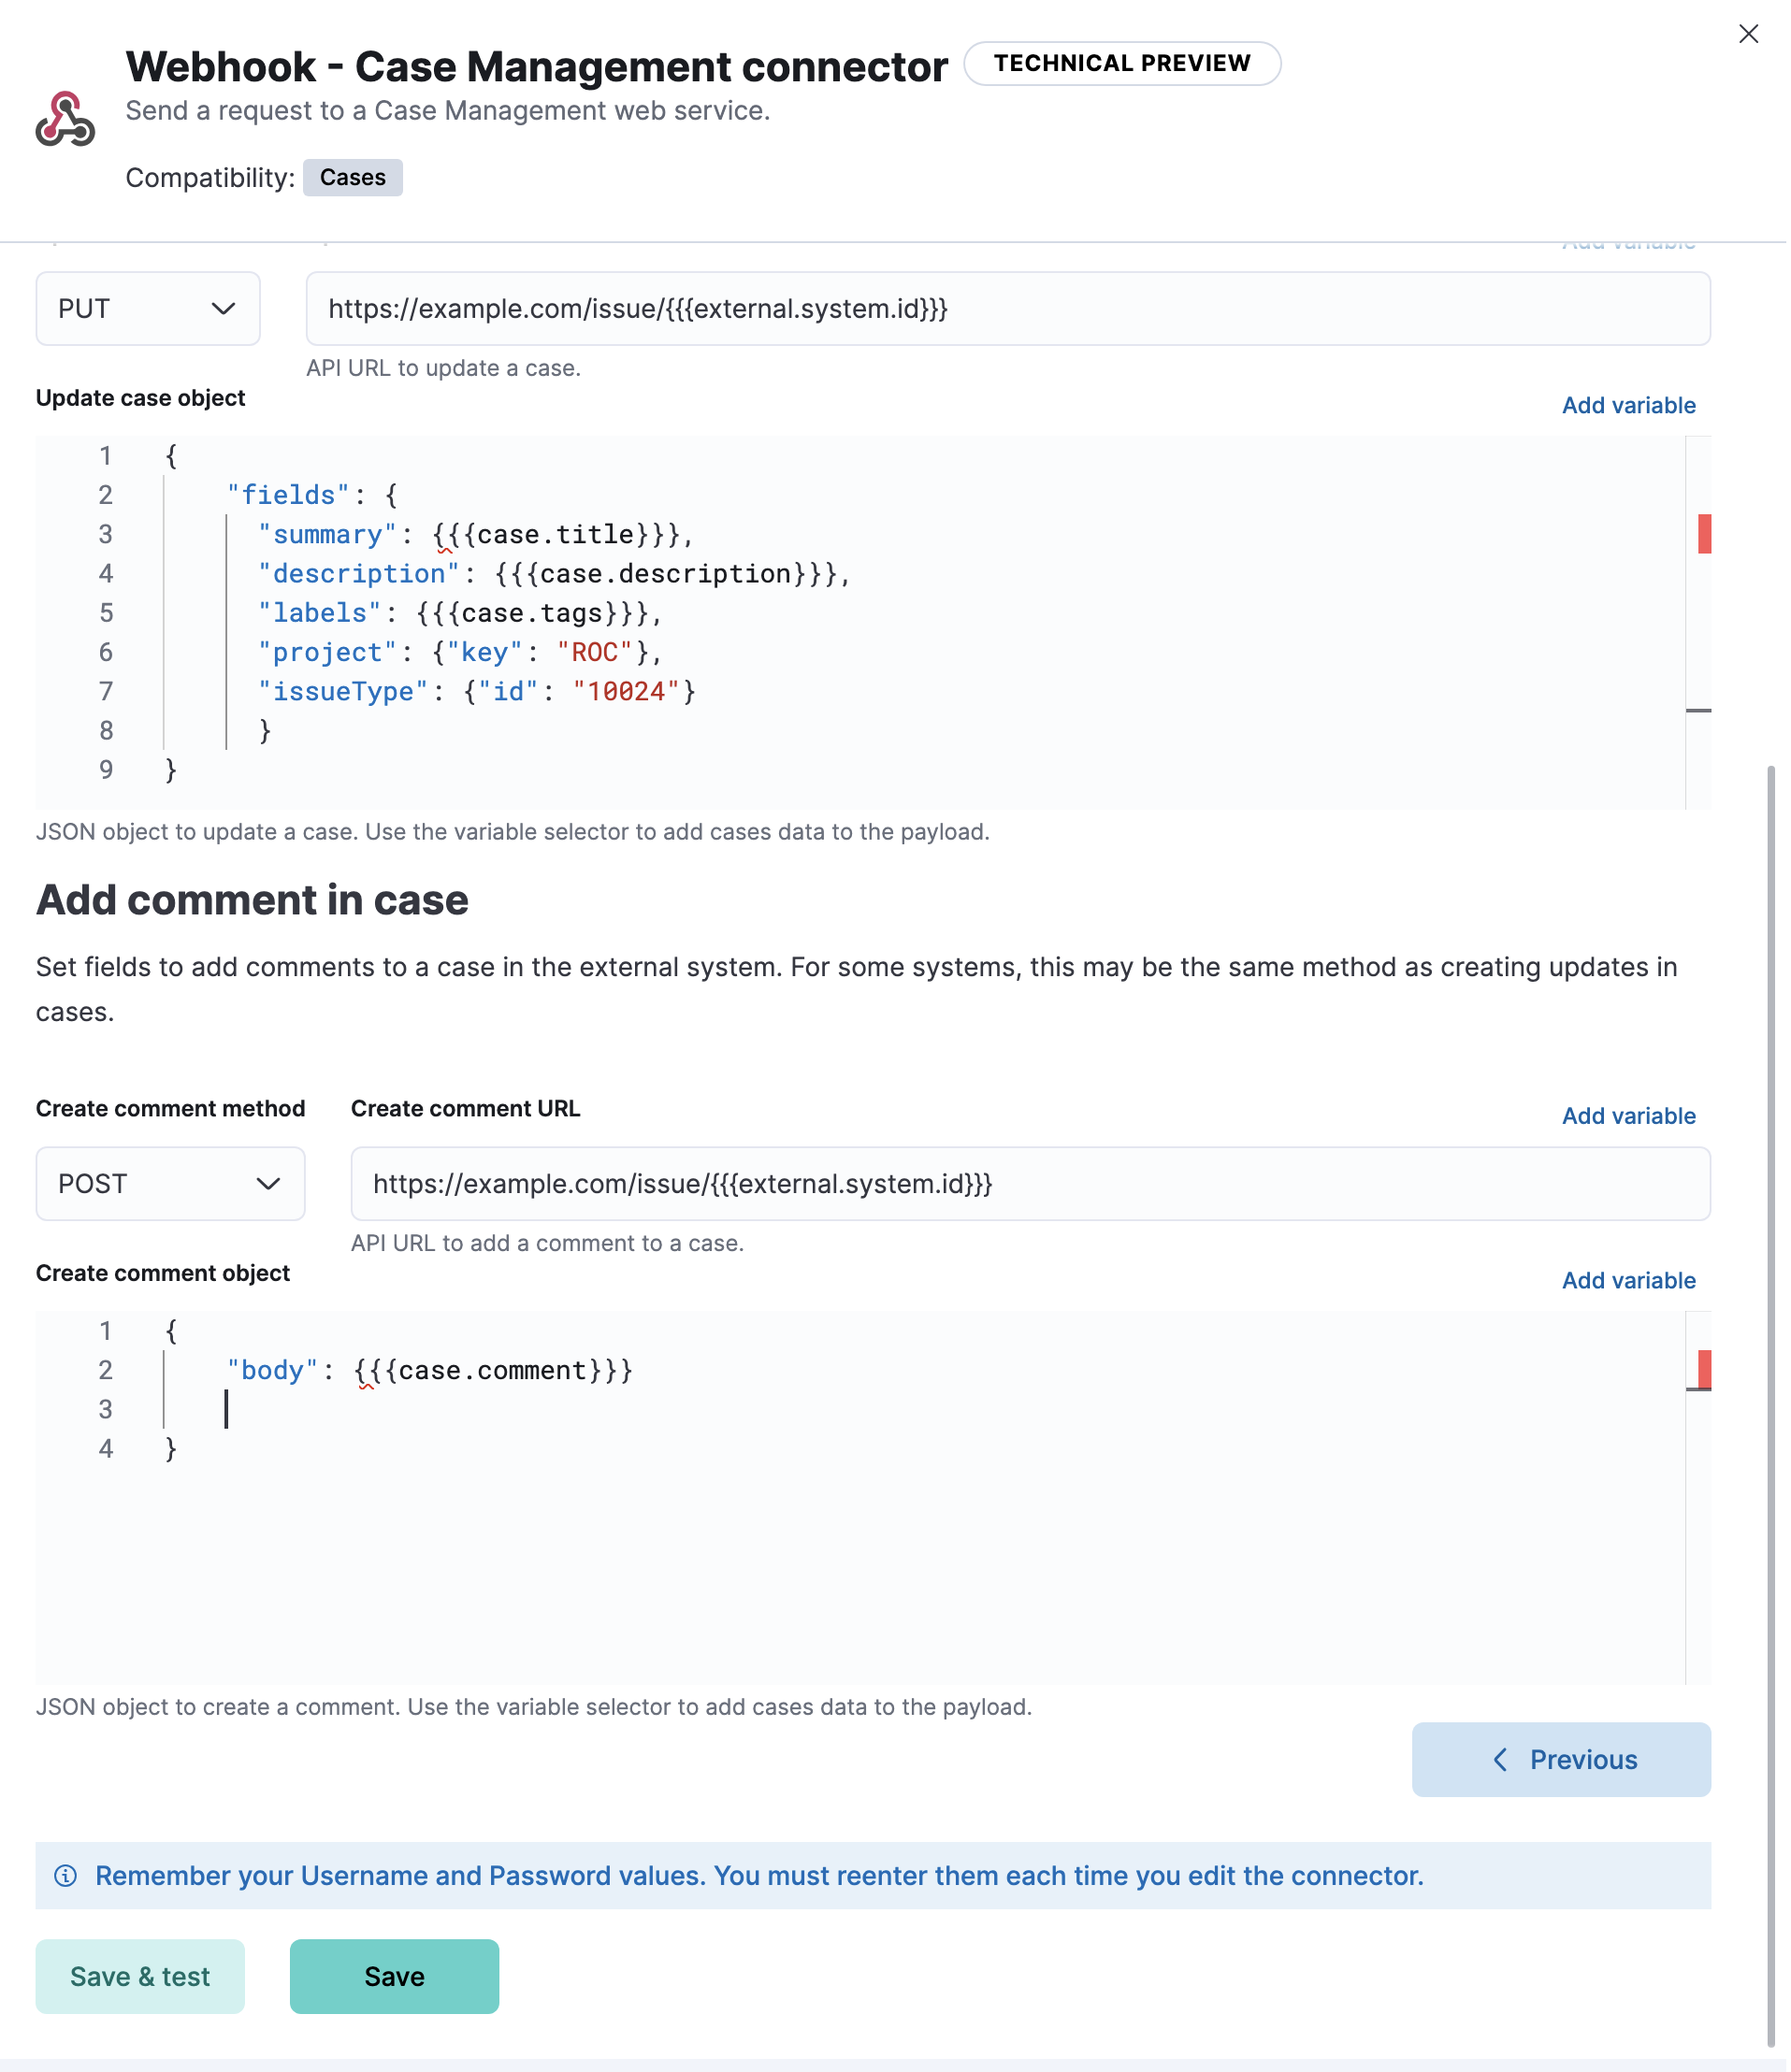 Webhook - Case Management connector TECHNICAL PREVIEW
Send a request to a Case Management web service.
Compatibility: Cases
Add variable
PUT https://example.com/issue/{{{external.system.id}}}
API URL to update a case.
Update case object Add variable
1 {
2 "fields": {
3 "summary": {{{case.title}}},
4 "description": {{{case.description}}},
5 "labels": {{{case.tags}}},
6 "project": {"key": "ROC"},
7 "issueType": {"id": "10024"}
8 }
9 }
JSON object to update a case. Use the variable selector to add cases data to the payload.
Add comment in case
Set fields to add comments to a case in the external system. For some systems, this may be the same method as creating updates in
cases.
Create comment method Create comment URL Add variable
POST https://example.com/issue/{{{external.system.id}}}
API URL to add a comment to a case.
Create comment object Add variable
1 {
2 "body": {{{case.comment}}}
3
4 }
JSON object to create a comment. Use the variable selector to add cases data to the payload.
Previous
Remember your Username and Password values. You must reenter them each time you edit the connector.
Save & test Save